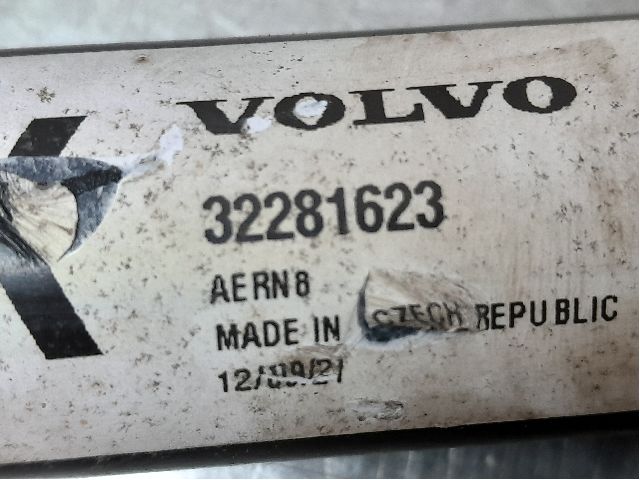 VOLVO
32281623
AERN8
MADE IN CZECH REPUBLIC